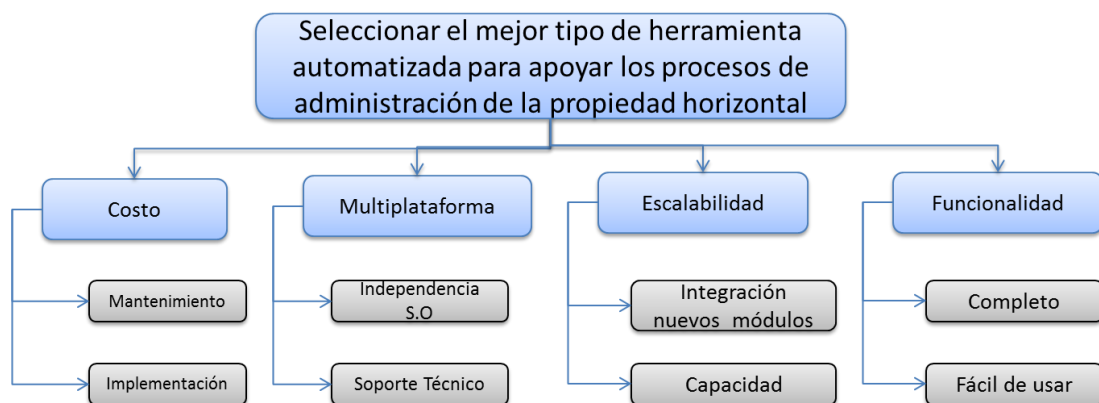 Seleccionar el mejor tipo de herramienta
automatizada para apoyar los procesos de
administración de la propiedad horizontal
Costo
Multiplataforma
Escalabilidad
Funcionalidad
Mantenimiento
Independencia
S.O
Integración
nuevos módulos
Completo
Implementación
Soporte Técnico
Capacidad
Fácil de usar